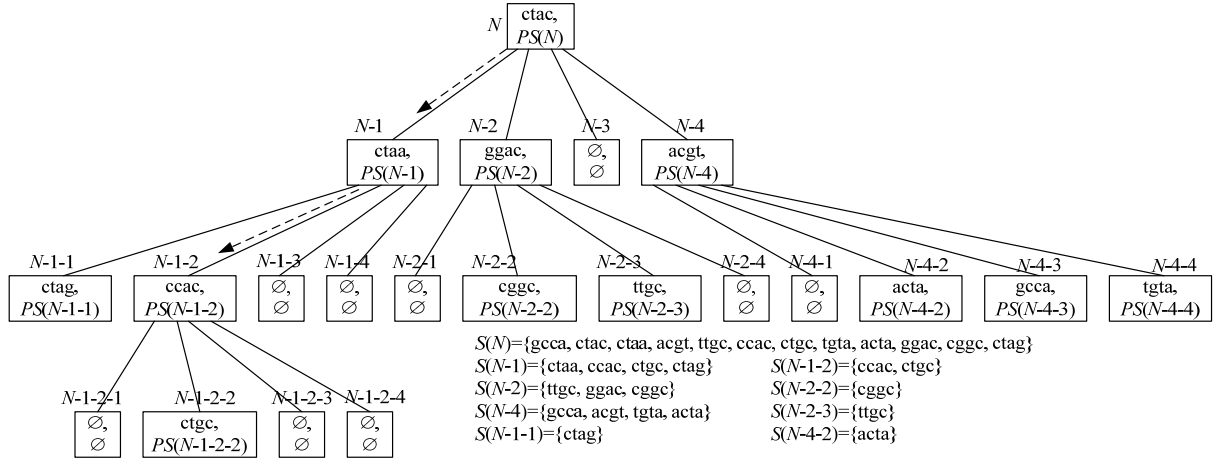 N
ctac,
PS(N)
N-1
N-2
N-3
N-4
ctaa,
PS(N-1)
ggac,
PS(N-2)
∅,
∅
acgt,
PS(N-4)
N-1-1
N-1-2
N-1-3
N-1-4
N-2-1
N-2-2
N-2-3
N-2-4
N-4-1
N-4-2
N-4-3
N-4-4
ctag,
PS(N-1-1)
ccac,
PS(N-1-2)
∅,
∅
∅,
∅
∅,
∅
cggc,
PS(N-2-2)
ttgc,
PS(N-2-3)
∅,
∅
∅,
∅
acta,
PS(N-4-2)
gcca,
PS(N-4-3)
tgta,
PS(N-4-4)
S(N)={gcca, ctac, ctaa, acgt, ttgc, ccac, ctgc, tgta, acta, ggac, cggc, ctag}
S(N-1)={ctaa, ccac, ctgc, ctag}
S(N-1-2)={ccac, ctgc}
S(N-2)={ttgc, ggac, cggc}
S(N-2-2)={cggc}
S(N-4)={gcca, acgt, tgta, acta}
S(N-2-3)={ttgc}
S(N-1-1)={ctag}
S(N-4-2)={acta}
N-1-2-1
N-1-2-2
N-1-2-3
N-1-2-4
∅,
∅
ctgc,
PS(N-1-2-2)
∅,
∅
∅,
∅